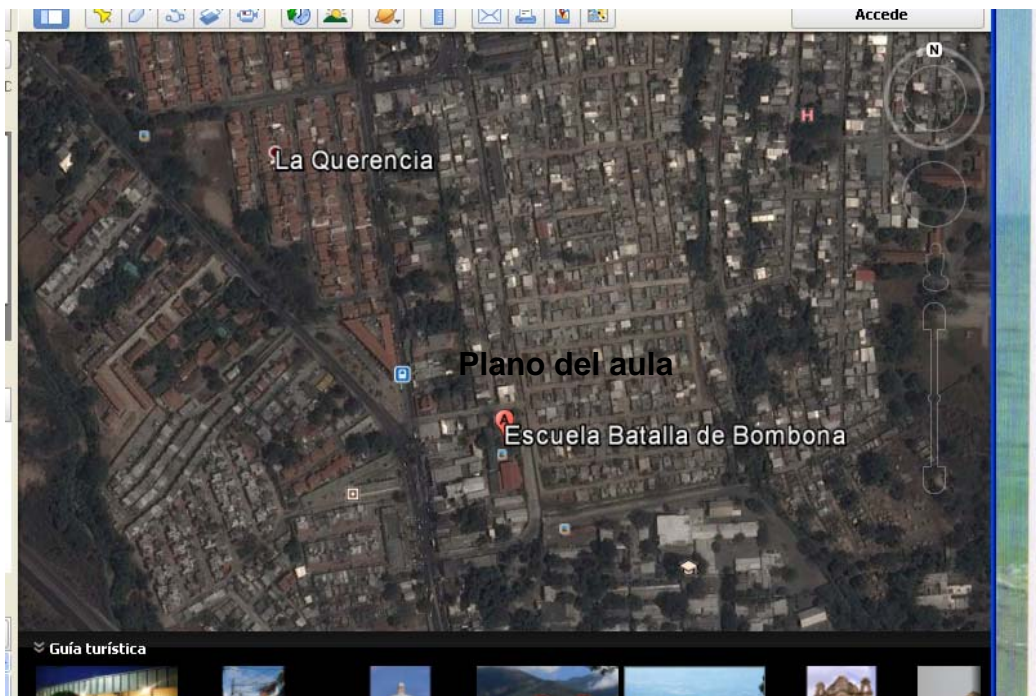 Accede
N
H
La Querencia
Plano del aula
A
Escuela Batalla de Bombona
Guía turística